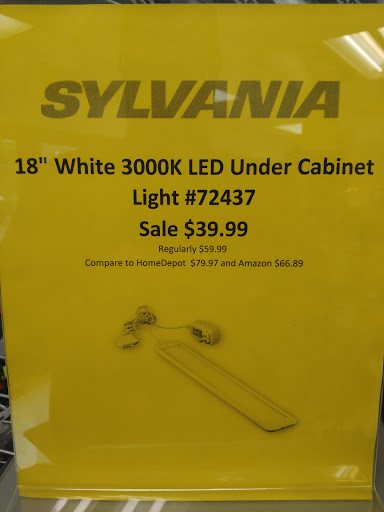 SYLVANIA
18" White 3000K LED Under Cabinet
Light #72437
Sale $39.99
Regularly $59.99
Compare to HomeDepot $79.97 and Amazon $66.89